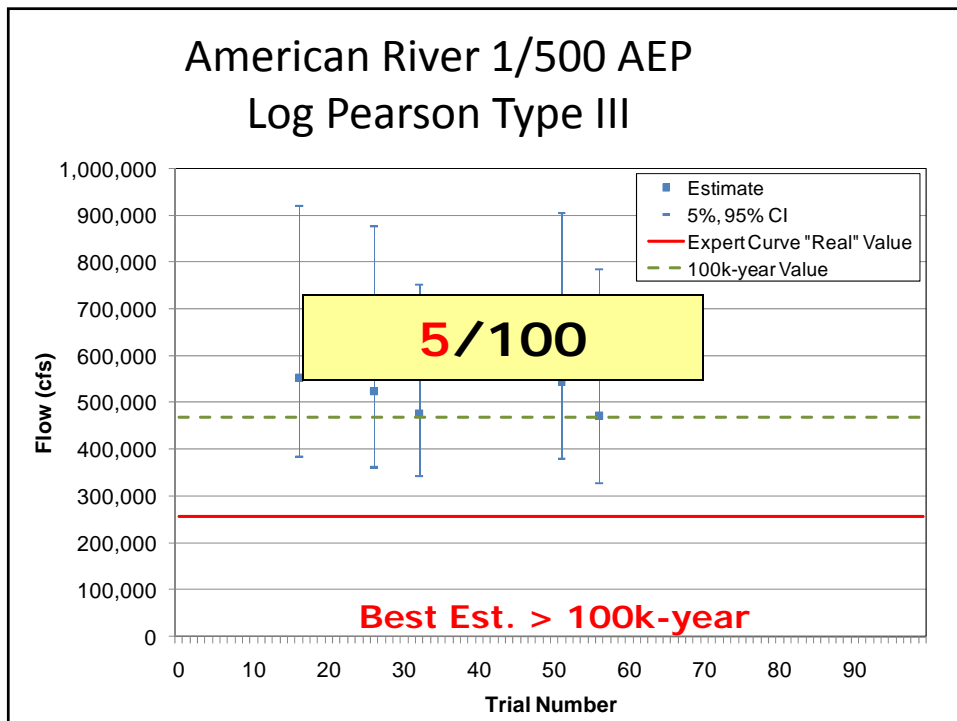 American River 1/500 AEP
Log Pearson Type III
1,000,000
900,000
800,000
700,000
600,000
500,000
400,000
300,000
200,000
100,000
0
Flow (cfs)
Estimate
5%, 95% CI
Expert Curve "Real" Value
100k-year Value
5/100
Best Est. > 100k-year
0 10 20 30 40 50 60 70 80 90
Trial Number